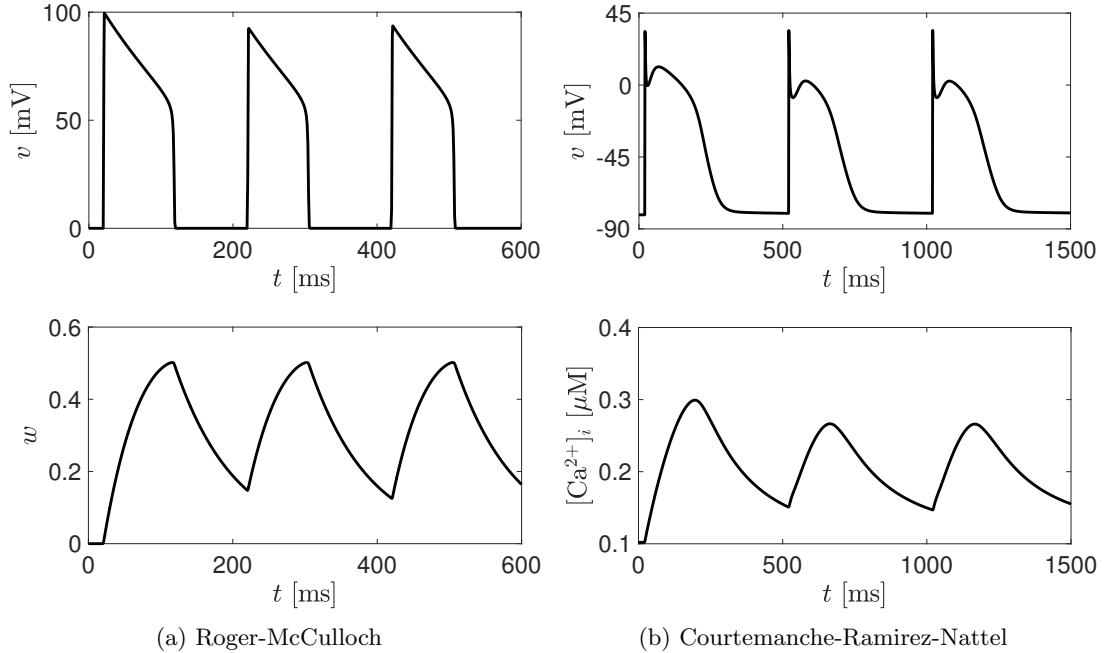 100
50
0
v [mV]
0 200 400 600
t [ms]
45
0
-45
-90
v [mV]
0 500 1000 1500
t [ms]
0.6
0.4
0.2
0
w
0 200 400 600
t [ms]
0.4
0.3
0.2
0.1
[Ca²⁺]ᵢ [μM]
0 500 1000 1500
t [ms]
(a) Roger-McCulloch
(b) Courtemanche-Ramirez-Nattel